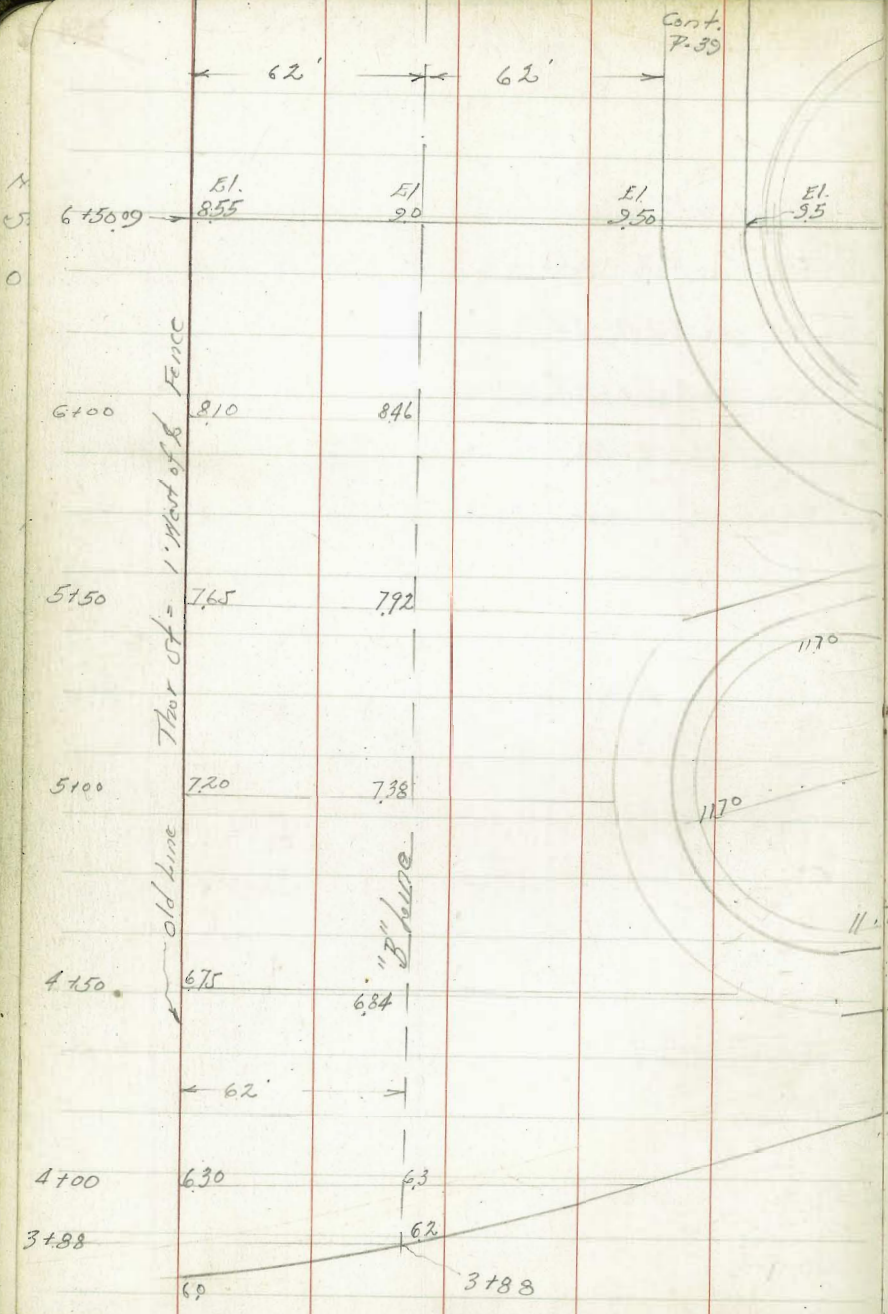 Cont.
P-39
62' 62'
El. El El. El.
6+50.09 8.55 9.0 9.50 9.5
6+00 8.10 8.46
Old Line Thor St = 1' West of ⅊ Fence
5+50 7.65 7.92
117°
5+00 7.20 7.38
117°
"B" Line
11.
4+50 6.75
6.84
62'
4+00 6.30 6.3
3+88 6.2
3+88
6.0